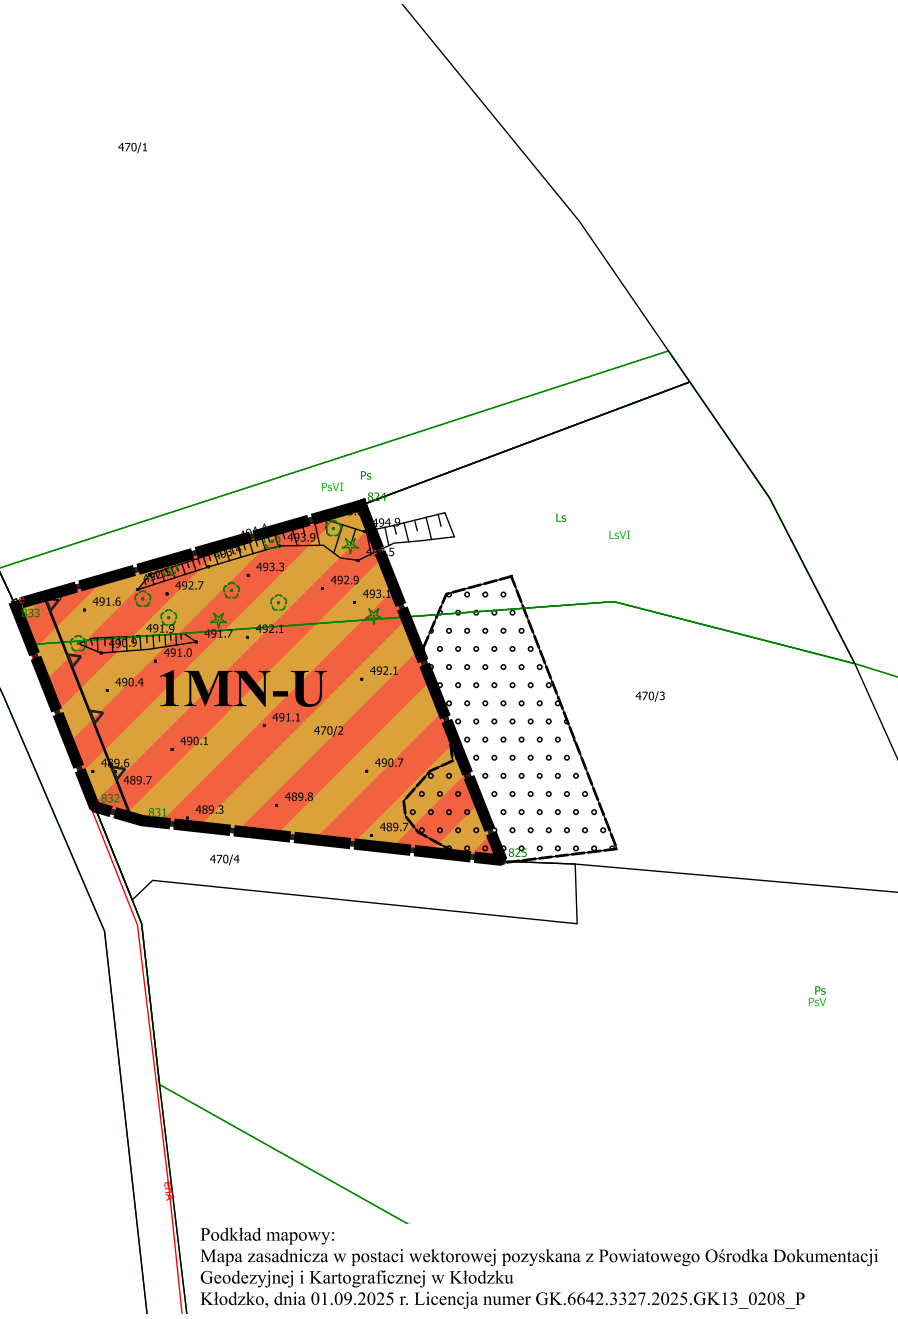 470/1
Ps
PsVI
824
Ls
LsVI
494.9
493.9
493.3
492.7
492.9
493.1
491.6
833
491.9
491.7
492.1
490.9
491.0
492.1
490.4
1MN-U
470/3
491.1
470/2
490.1
490.7
489.6
489.7
832
831
489.3
489.8
489.7
825
470/4
Ps
PsV
Podkład mapowy:
Mapa zasadnicza w postaci wektorowej pozyskana z Powiatowego Ośrodka Dokumentacji
Geodezyjnej i Kartograficznej w Kłodzku
Kłodzko, dnia 01.09.2025 r. Licencja numer GK.6642.3327.2025.GK13_0208_P